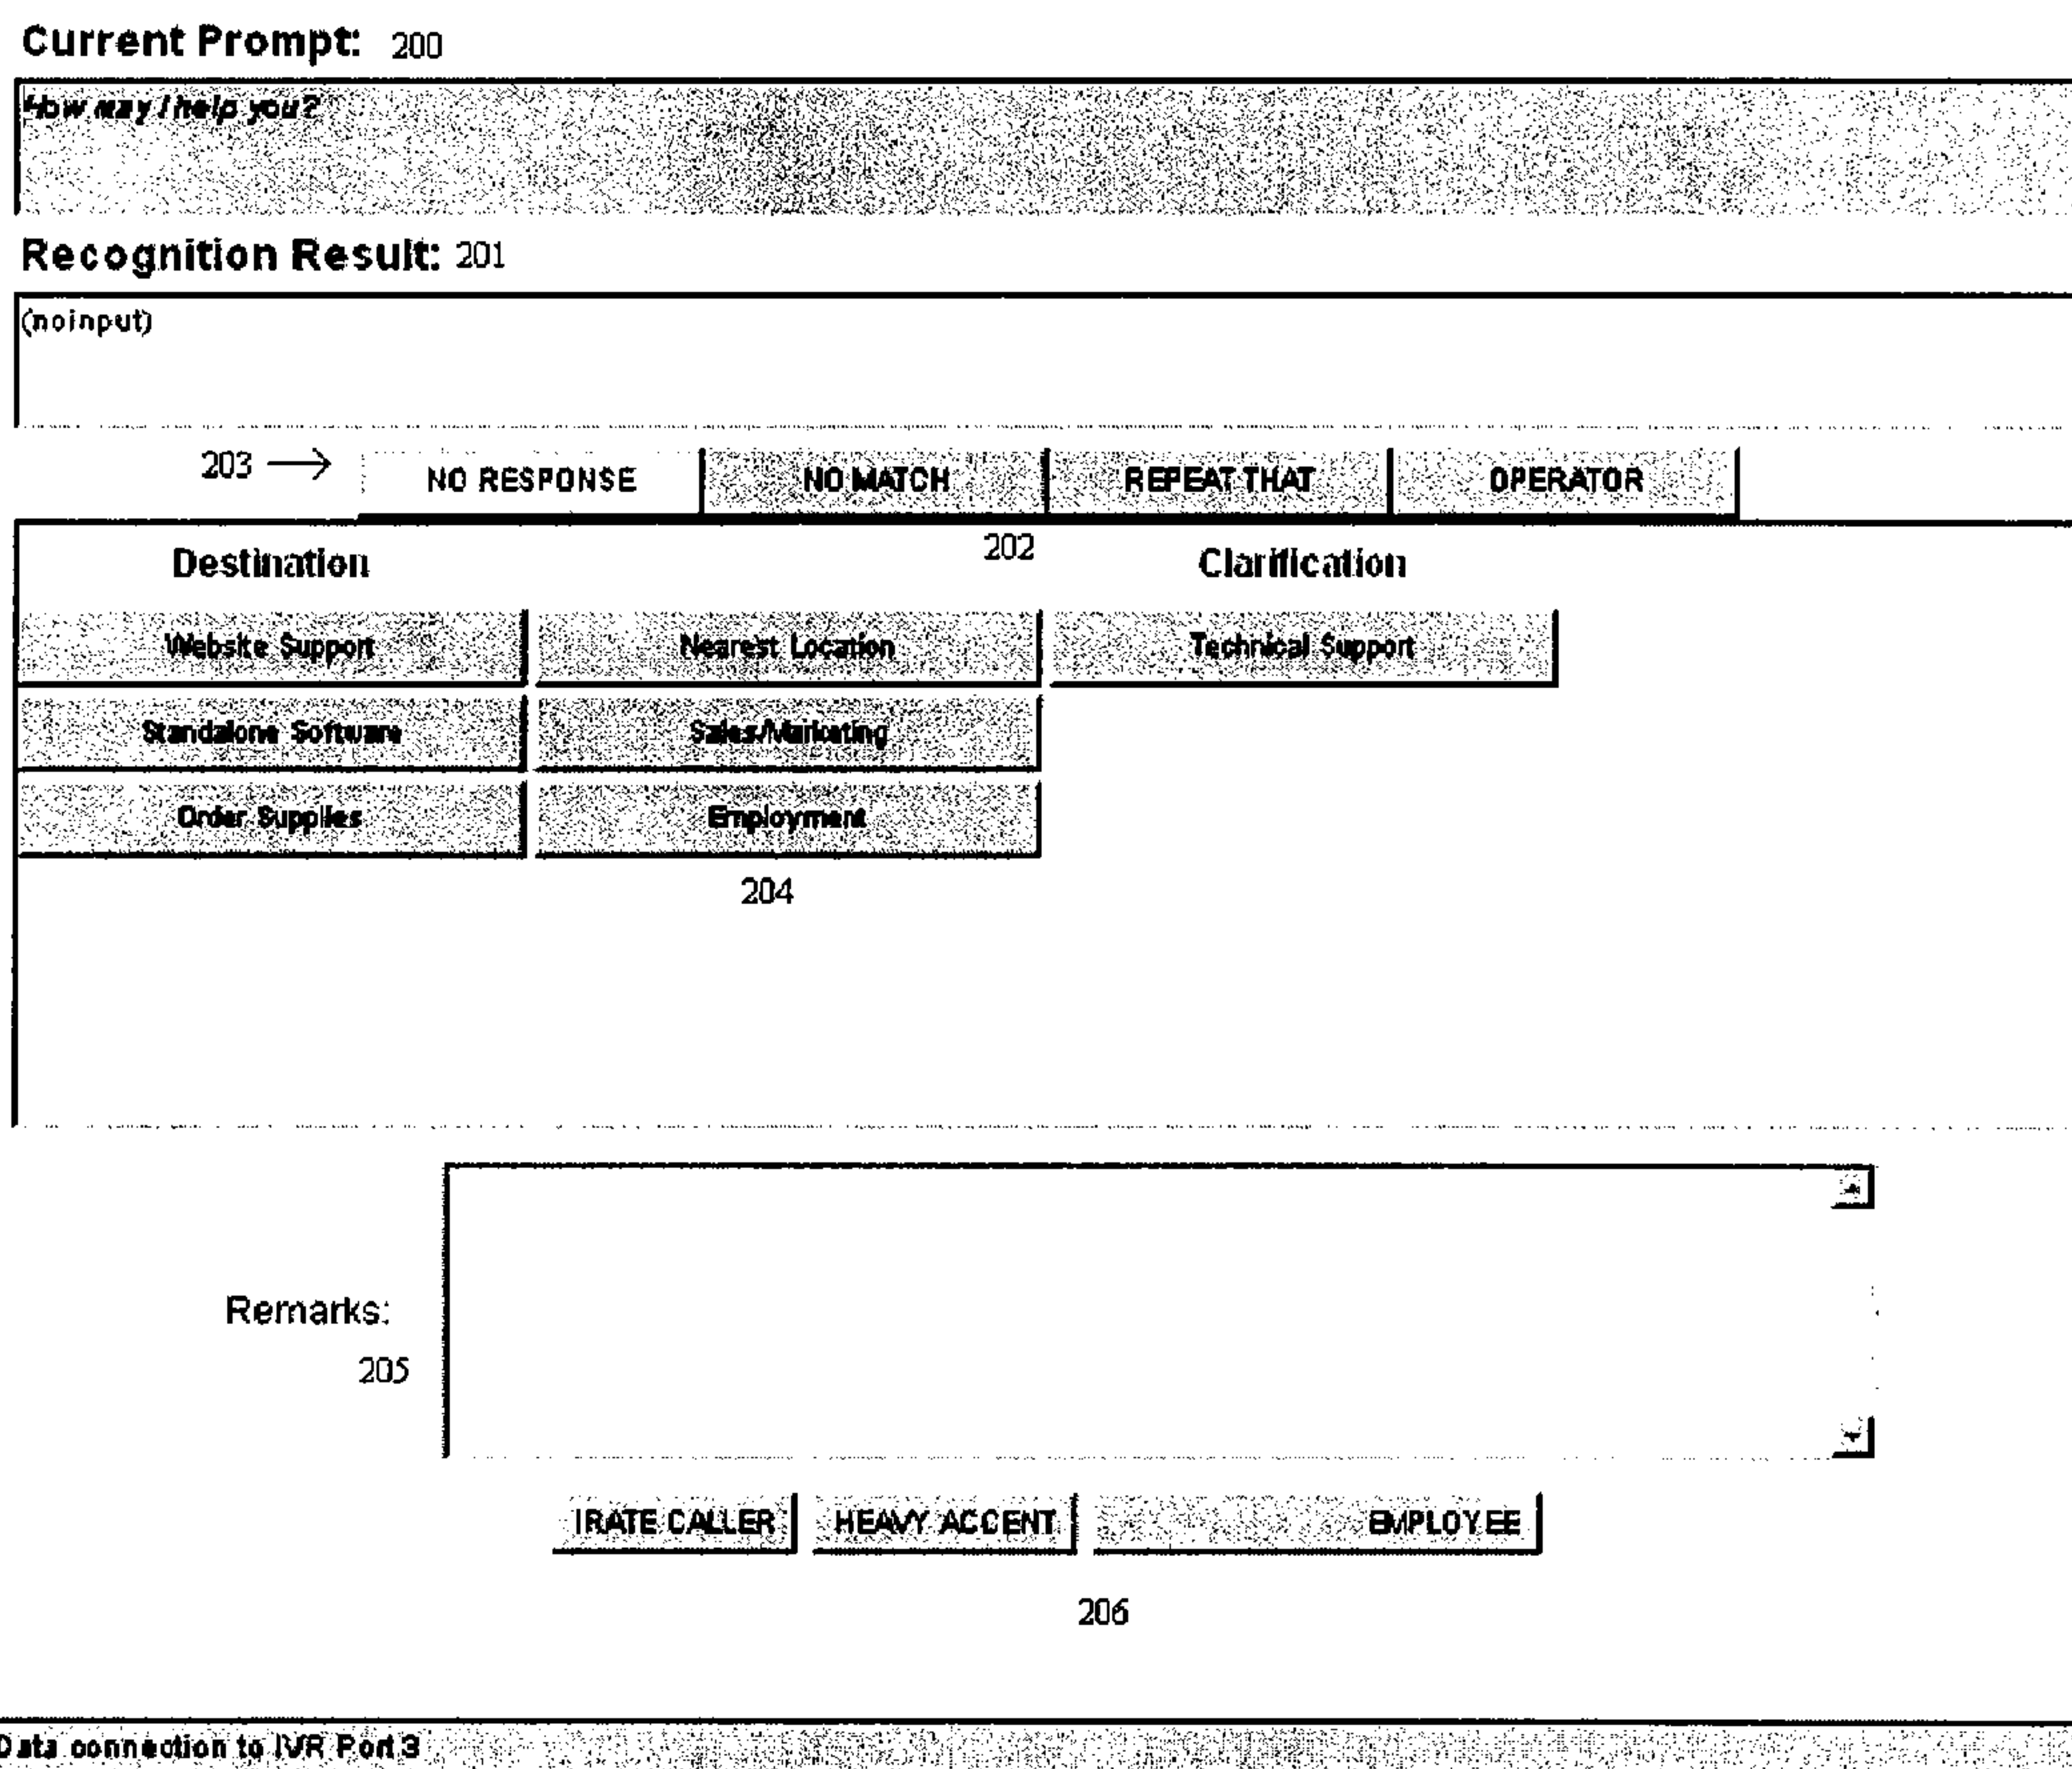 Current Prompt: 200
How may I help you?
Recognition Result: 201
(noinput)
203 → NO RESPONSE NO MATCH REPEAT THAT OPERATOR
Destination 202 Clarification
Website Support Nearest Location Technical Support
Standalone Software Sales/Marketing
Order Supplies Employment
204
Remarks:
205
IRATE CALLER HEAVY ACCENT EMPLOYEE
206
Data connection to IVR Port 3